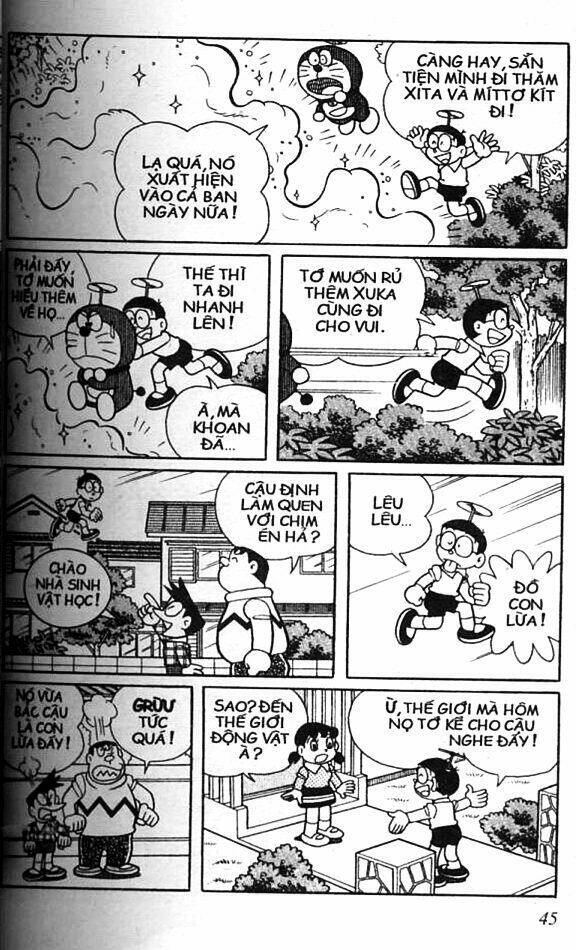 CÀNG HAY, SẴN
TIỆN MÌNH ĐI THĂM
XITA VÀ MÍTTƠ KÍT
ĐI!
LẠ QUÁ, NÓ
XUẤT HIỆN
VÀO CẢ BAN
NGÀY NỮA!
PHẢI ĐẤY,
TỚ MUỐN
HIỂU THÊM
VỀ HỌ...
THẾ THÌ
TA ĐI
NHANH
LÊN!
À, MÀ
KHOAN
ĐÃ...
TỚ MUỐN RỦ
THÊM XUKA
CÙNG ĐI
CHO VUI.
CẬU ĐỊNH
LÀM QUEN
VỚI CHIM
ÉN HẢ?
CHÀO
NHÀ SINH
VẬT HỌC!
LÊU
LÊU...
ĐỒ
CON
LỪA!
NÓ VỪA
BẢC CẬU
LÀ CON
LỪA ĐẤY!
GRỪU
TỨC
QUÁ!
SAO? ĐẾN
THẾ GIỚI
ĐỘNG VẬT
À?
Ừ, THẾ GIỚI MÀ HÔM
NỌ TỚ KỂ CHO CẬU
NGHE ĐẤY!
45